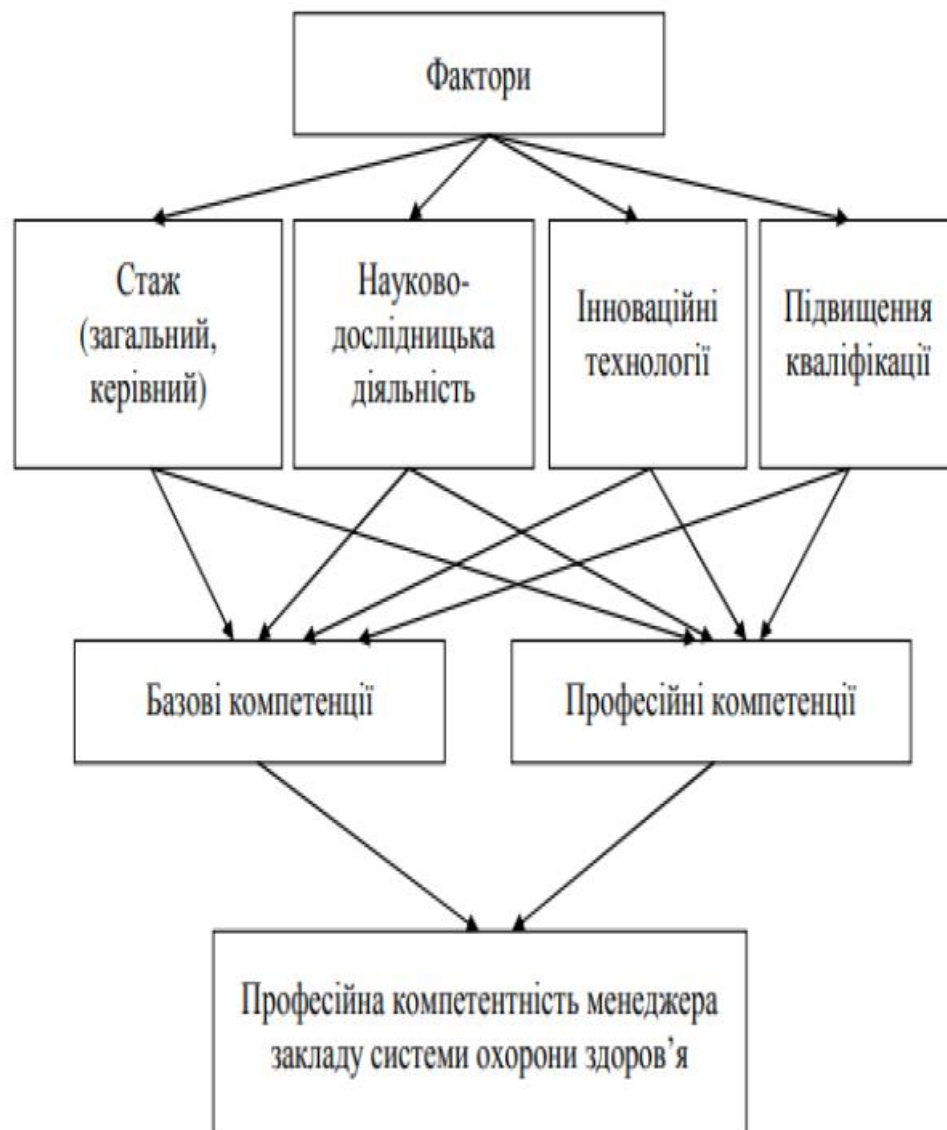 Фактори
Стаж
(загальний,
керівний)
Науково-
дослідницька
діяльність
Інноваційні
технології
Підвищення
кваліфікації
Базові компетенції
Професійні компетенції
Професійна компетентність менеджера
закладу системи охорони здоров’я